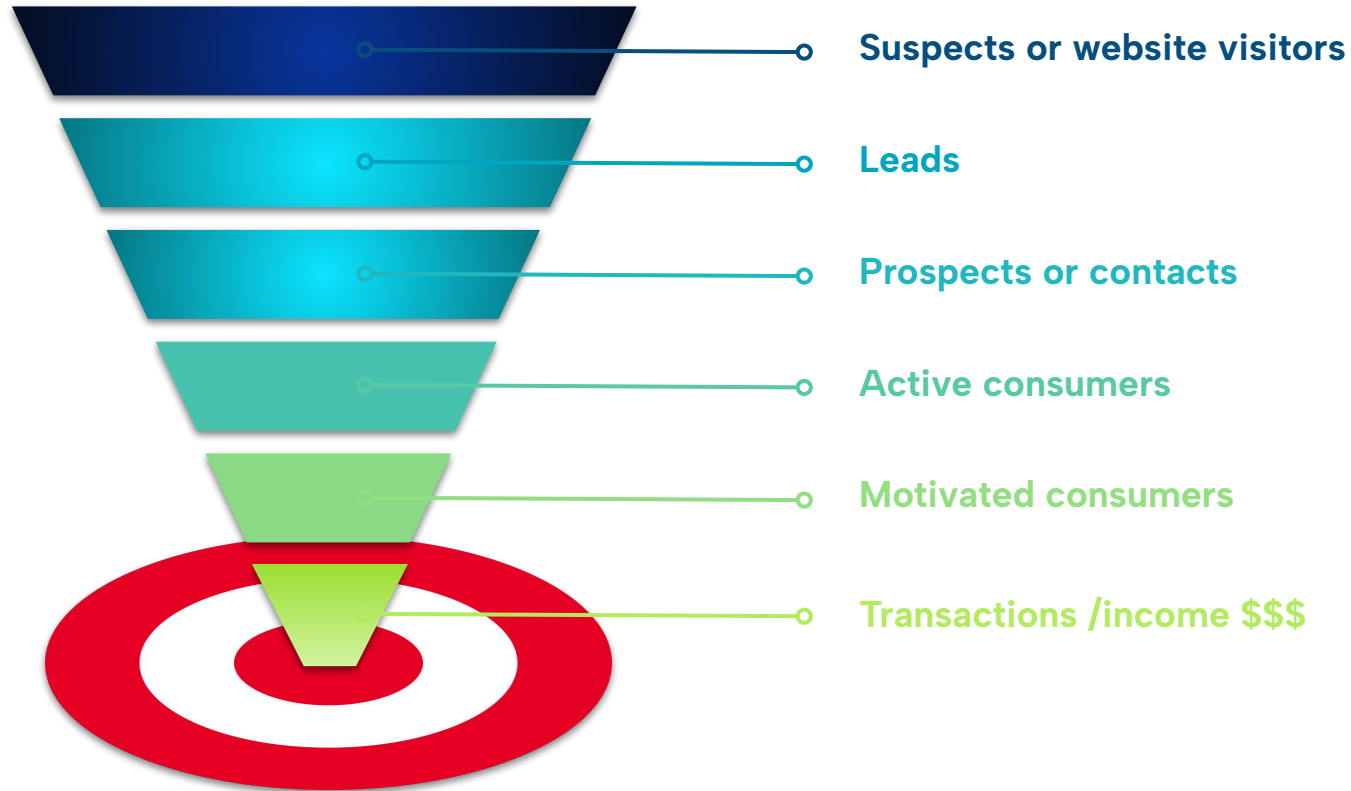 Suspects or website visitors
Leads
Prospects or contacts
Active consumers
Motivated consumers
Transactions /income $$$